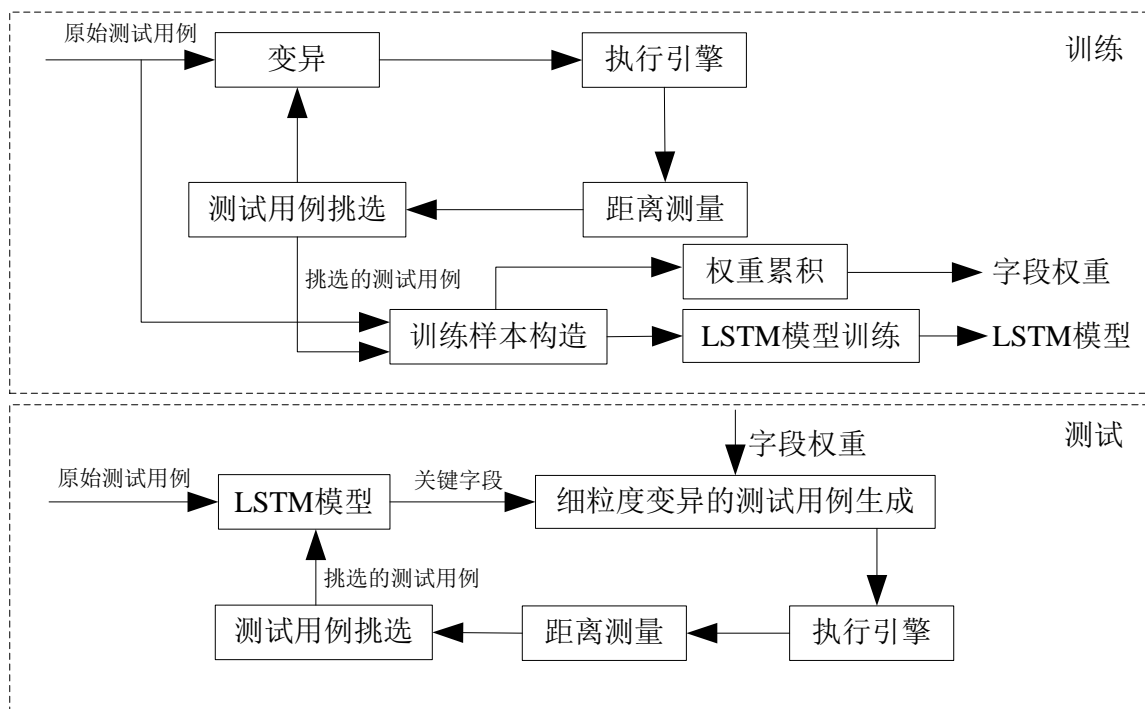 原始测试用例
变异
执行引擎
训练
测试用例挑选
距离测量
挑选的测试用例
权重累积
字段权重
训练样本构造
LSTM模型训练
LSTM模型
测试
字段权重
原始测试用例
LSTM模型
关键字段
细粒度变异的测试用例生成
挑选的测试用例
测试用例挑选
距离测量
执行引擎